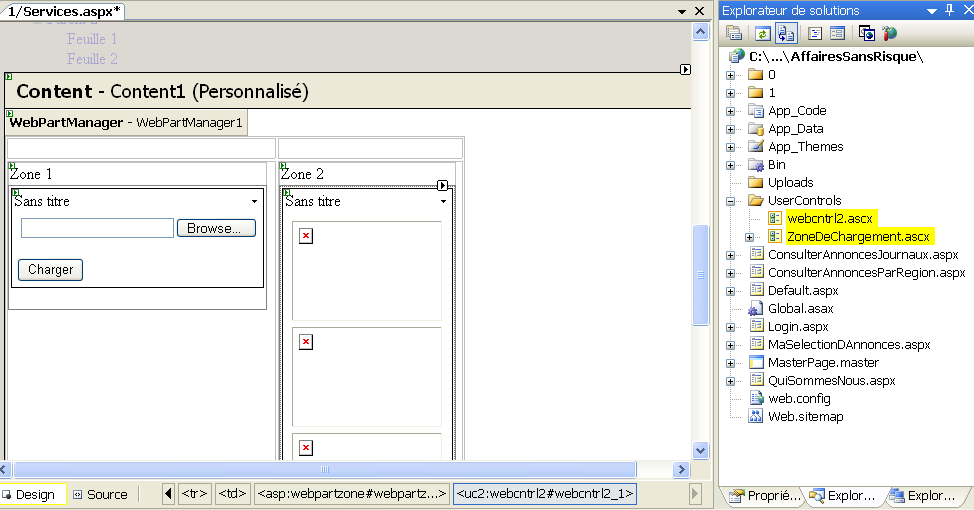 1/Services.aspx*
Feuille 1
Feuille 2
Content - Content1 (Personnalisé)
WebPartManager - WebPartManager1
Zone 1
Sans titre
Browse...
Charger
Zone 2
Sans titre
Design
Source
<tr>
<td>
<asp:webpartzone#webpartz...>
<uc2:webcntrl2#webcntrl2_1>
Explorateur de solutions
C:\...\AffairesSansRisque\
0
1
App_Code
App_Data
App_Themes
Bin
Uploads
UserControls
webcntrl2.ascx
ZoneDeChargement.ascx
ConsulterAnnoncesJournaux.aspx
ConsulterAnnoncesParRegion.aspx
Default.aspx
Global.asax
Login.aspx
MaSelectionDAnnonces.aspx
MasterPage.master
QuiSommesNous.aspx
web.config
Web.sitemap
Proprié...
Explor...
Explor...